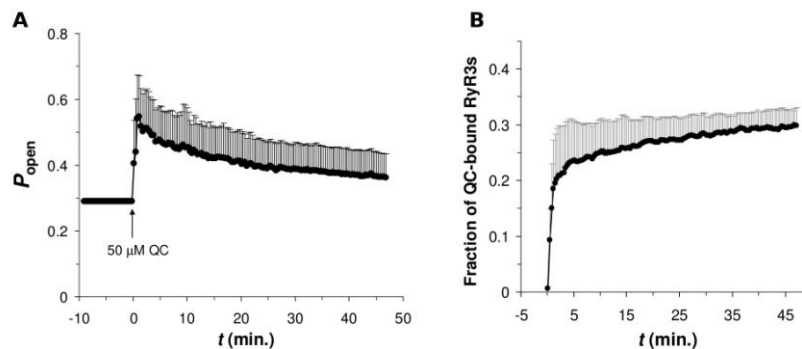 A
0.8
0.6
0.4
0.2
0
P open
50 μM QC
-10 0 10 20 30 40 50
t (min.)
B
0.4
0.3
0.2
0.1
0
Fraction of QC-bound RyR3s
-5 5 15 25 35 45
t (min.)